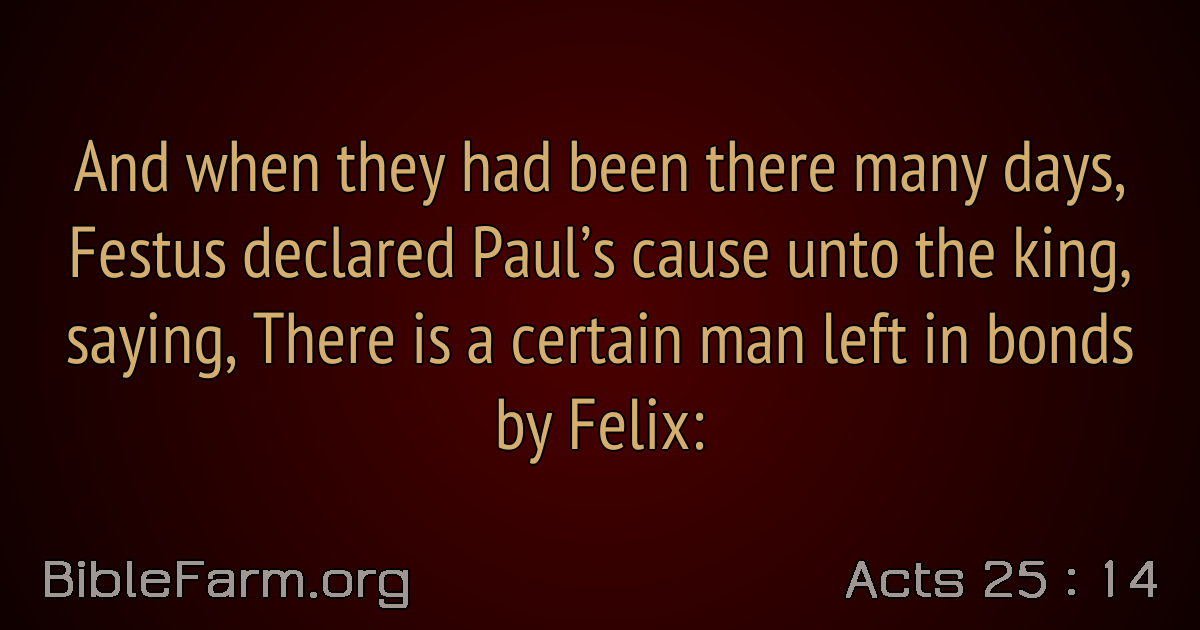 And when they had been there many days,
Festus declared Paul’s cause unto the king,
saying, There is a certain man left in bonds
by Felix:
BibleFarm.org
Acts 25 : 14